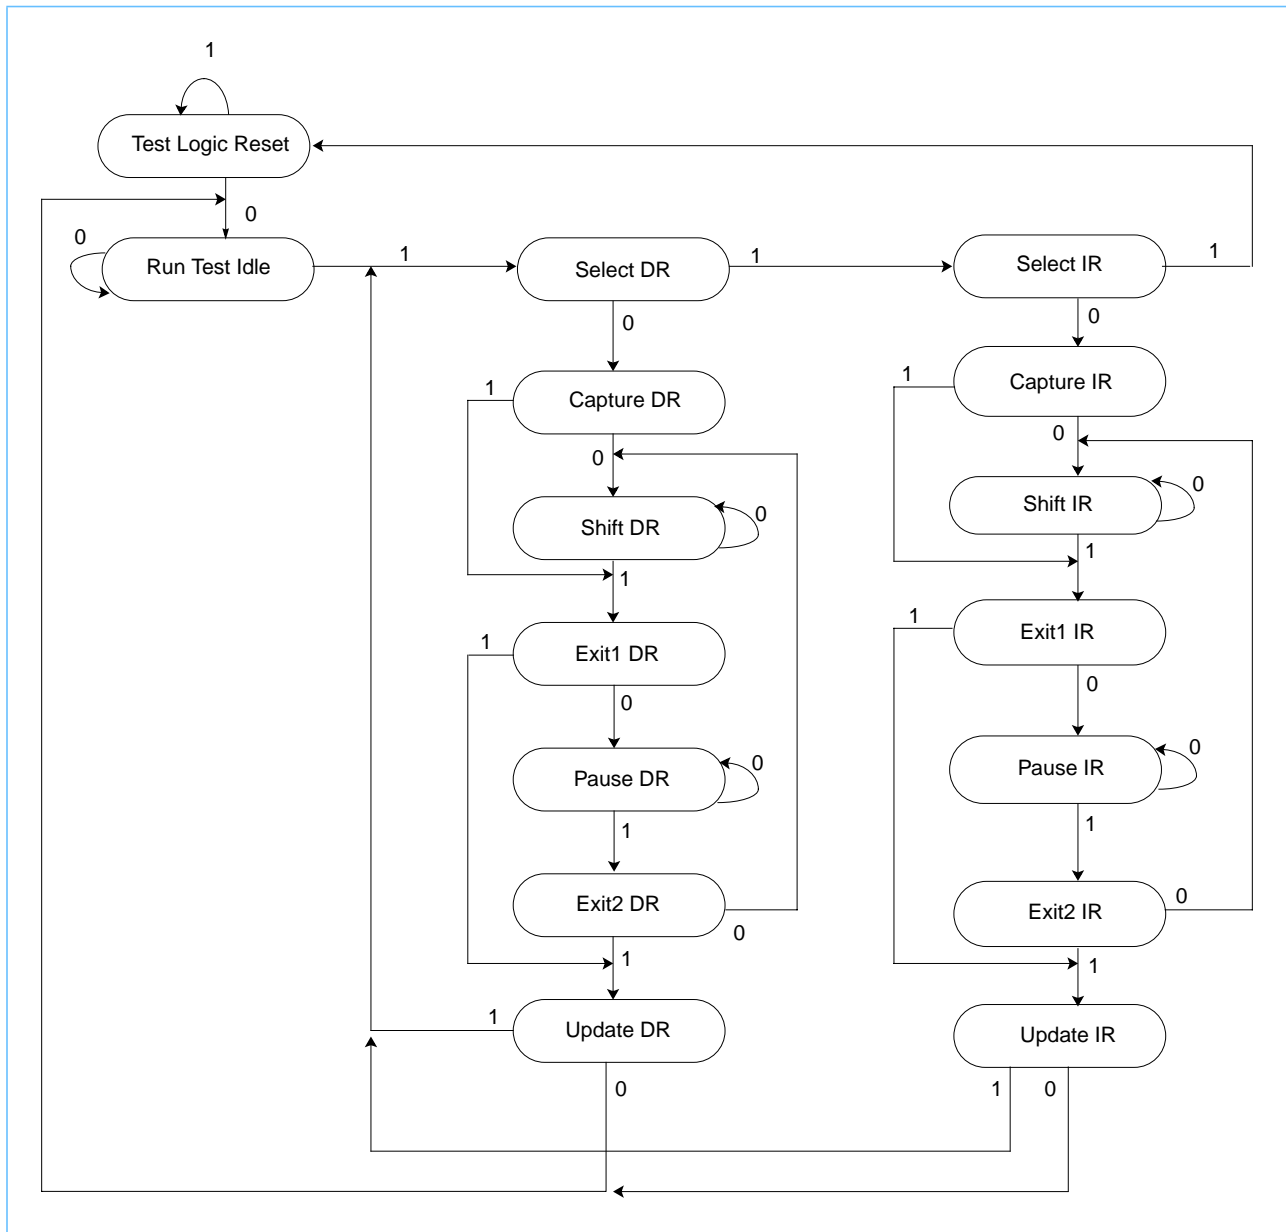 1
Test Logic Reset
0
0
Run Test Idle
1
Select DR
1
Select IR
1
0
0
1
Capture DR
1
Capture IR
0
0
Shift DR
0
Shift IR
0
1
1
1
Exit1 DR
1
Exit1 IR
0
0
Pause DR
0
Pause IR
0
1
1
Exit2 DR
0
Exit2 IR
0
1
1
1
Update DR
Update IR
0
1
0